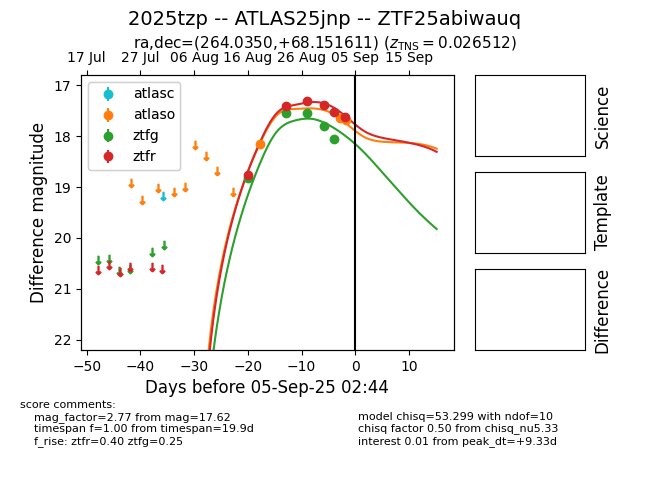 2025tzp -- ATLAS25jnp -- ZTF25abiwauq
ra,dec=(264.0350,+68.151611) (z_TNS = 0.026512)
17 Jul 27 Jul 06 Aug 16 Aug 26 Aug 05 Sep 15 Sep
atlasc
atlaso
ztfg
ztfr
17
18
19
20
21
22
Difference magnitude
−50 −40 −30 −20 −10 0 10
Days before 05-Sep-25 02:44
Science
Template
Difference
score comments:
mag_factor=2.77 from mag=17.62
timespan f=1.00 from timespan=19.9d
f_rise: ztfr=0.40 ztfg=0.25
model chisq=53.299 with ndof=10
chisq factor 0.50 from chisq_nu5.33
interest 0.01 from peak_dt=+9.33d